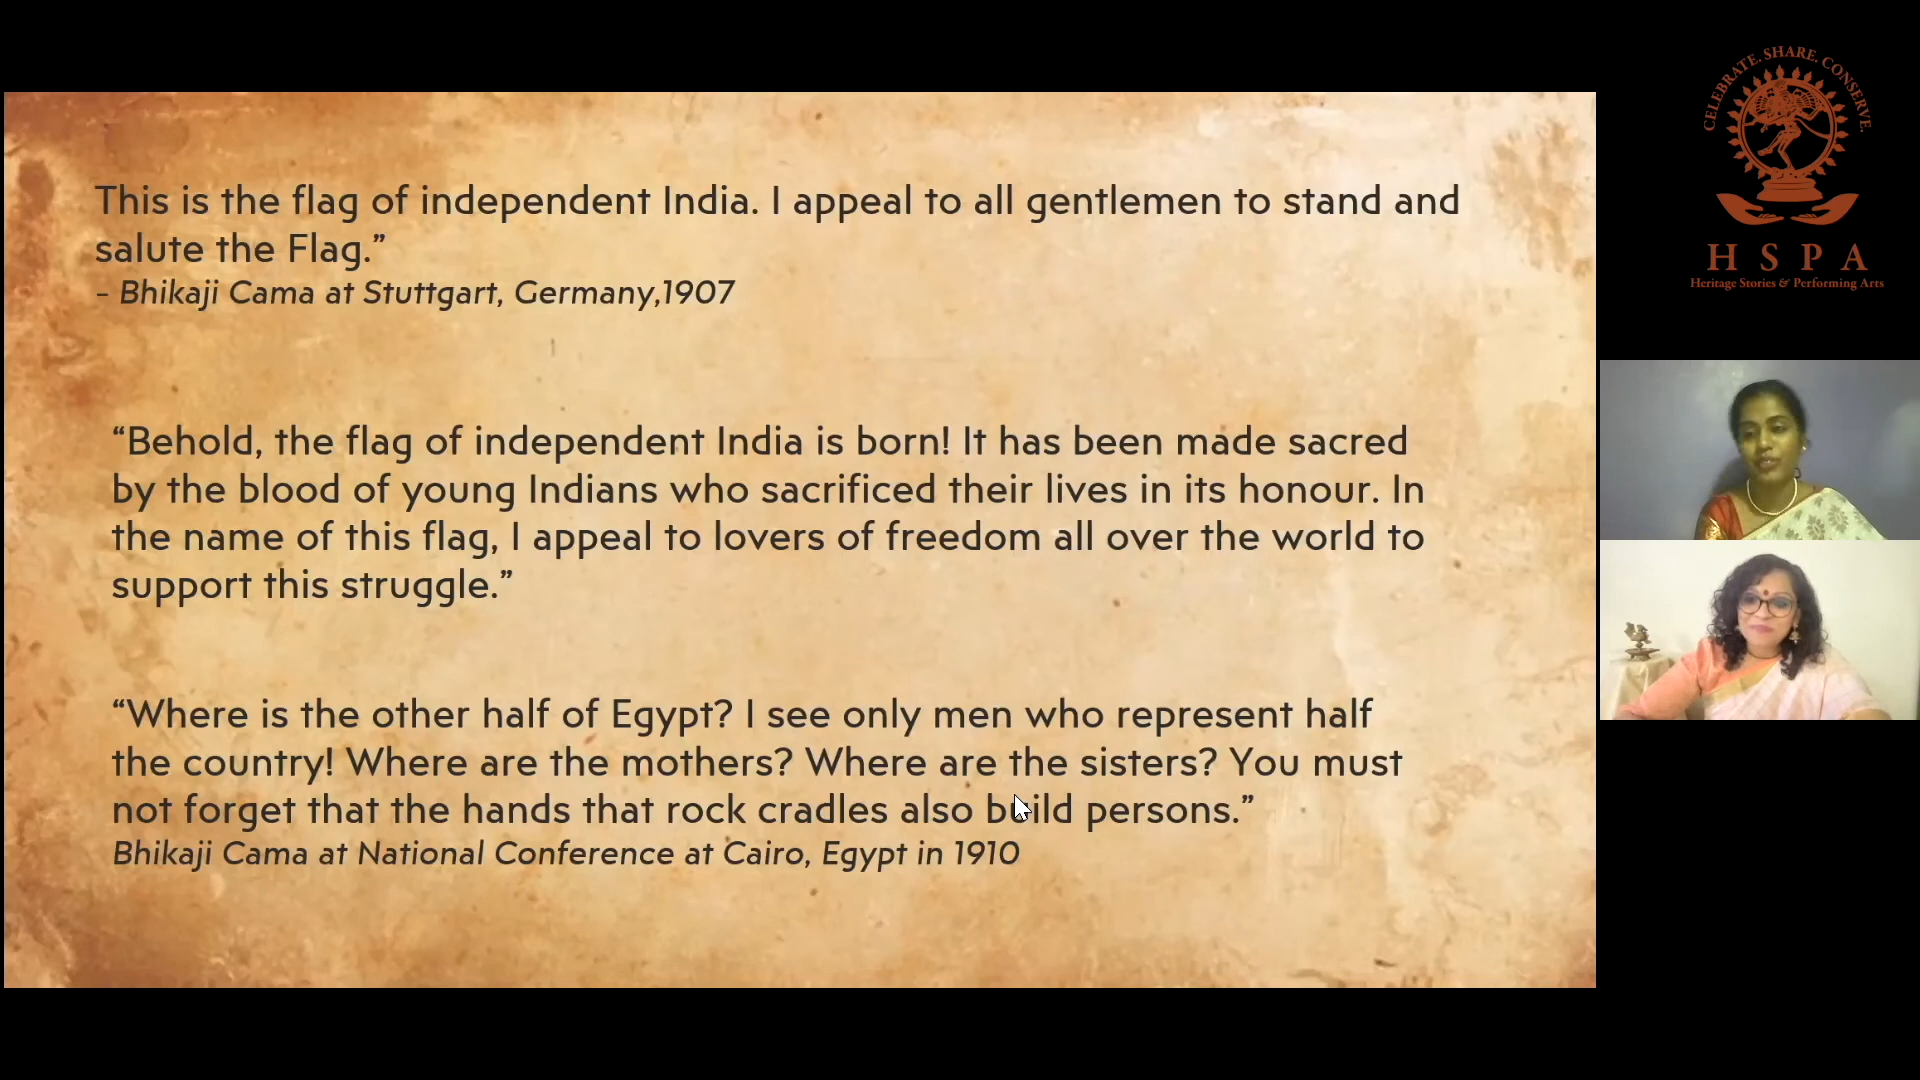 This is the flag of independent India. I appeal to all gentlemen to stand and
salute the Flag.”
- Bhikaji Cama at Stuttgart, Germany,1907
“Behold, the flag of independent India is born! It has been made sacred
by the blood of young Indians who sacrificed their lives in its honour. In
the name of this flag, I appeal to lovers of freedom all over the world to
support this struggle.”
“Where is the other half of Egypt? I see only men who represent half
the country! Where are the mothers? Where are the sisters? You must
not forget that the hands that rock cradles also build persons.”
Bhikaji Cama at National Conference at Cairo, Egypt in 1910
CELEBRATE. SHARE. CONSERVE.
HSPA
Heritage Stories & Performing Arts